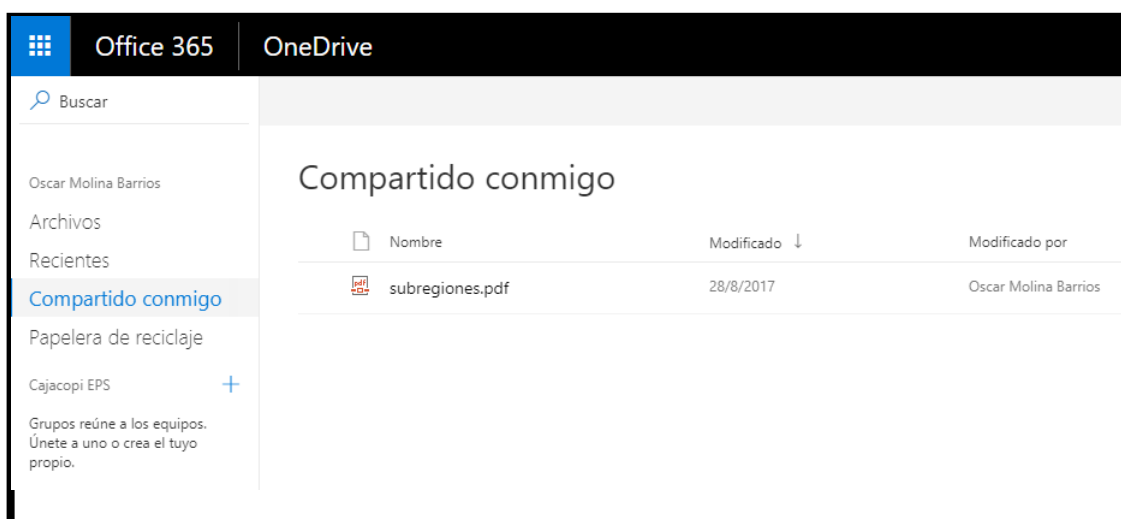 Office 365 OneDrive
Buscar
Oscar Molina Barrios
Archivos
Recientes
Compartido conmigo
Papelera de reciclaje
Cajacopi EPS +
Grupos reúne a los equipos.
Únete a uno o crea el tuyo
propio.
Compartido conmigo
Nombre Modificado ↓ Modificado por
pdf subregiones.pdf 28/8/2017 Oscar Molina Barrios